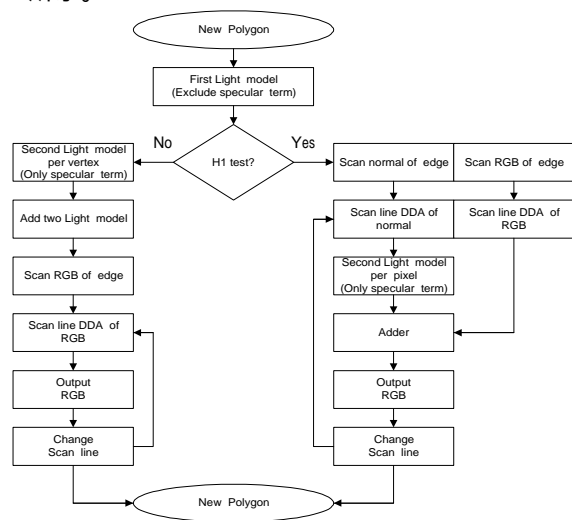 New Polygon
First Light model
(Exclude specular term)
No
Yes
H1 test?
Second Light model
per vertex
(Only specular term)
Add two Light model
Scan RGB of edge
Scan line DDA of
RGB
Output
RGB
Change
Scan line
Scan normal of edge
Scan RGB of edge
Scan line DDA of
normal
Scan line DDA of
RGB
Second Light model
per pixel
(Only specular term)
Adder
Output
RGB
Change
Scan line
New Polygon